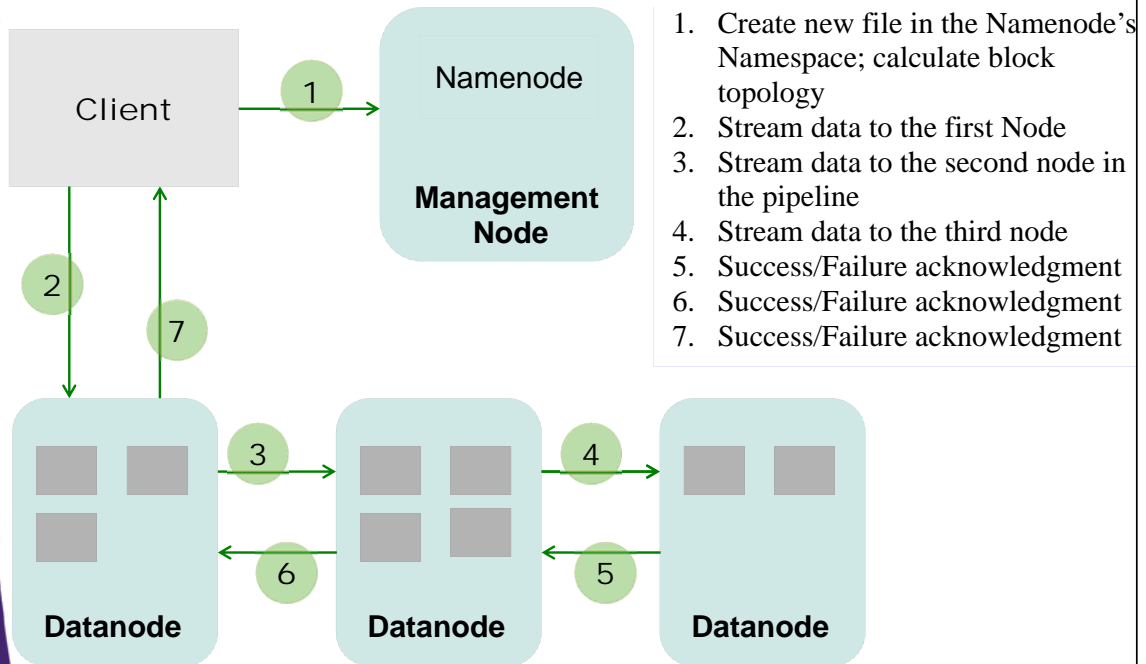 Client
1
Namenode
Management
Node
2
7
3
4
6
5
Datanode
Datanode
Datanode
1. Create new file in the Namenode’s
Namespace; calculate block
topology
2. Stream data to the first Node
3. Stream data to the second node in
the pipeline
4. Stream data to the third node
5. Success/Failure acknowledgment
6. Success/Failure acknowledgment
7. Success/Failure acknowledgment